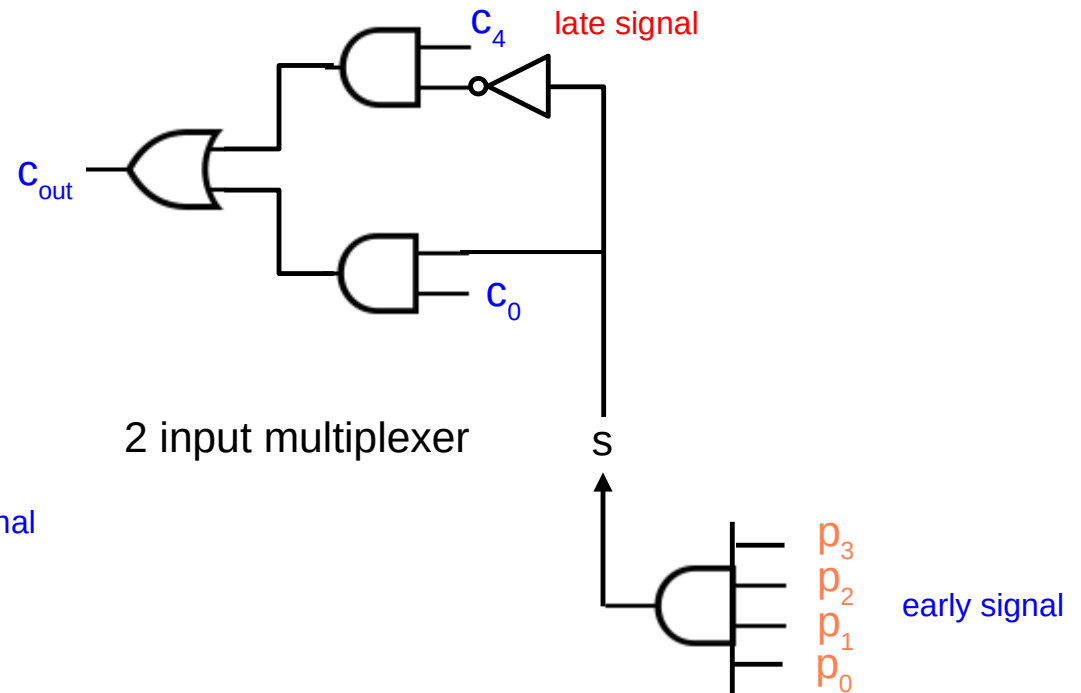 c4 late signal
cout
c0
2 input multiplexer
s
nal
p3
p2
early signal
p1
p0